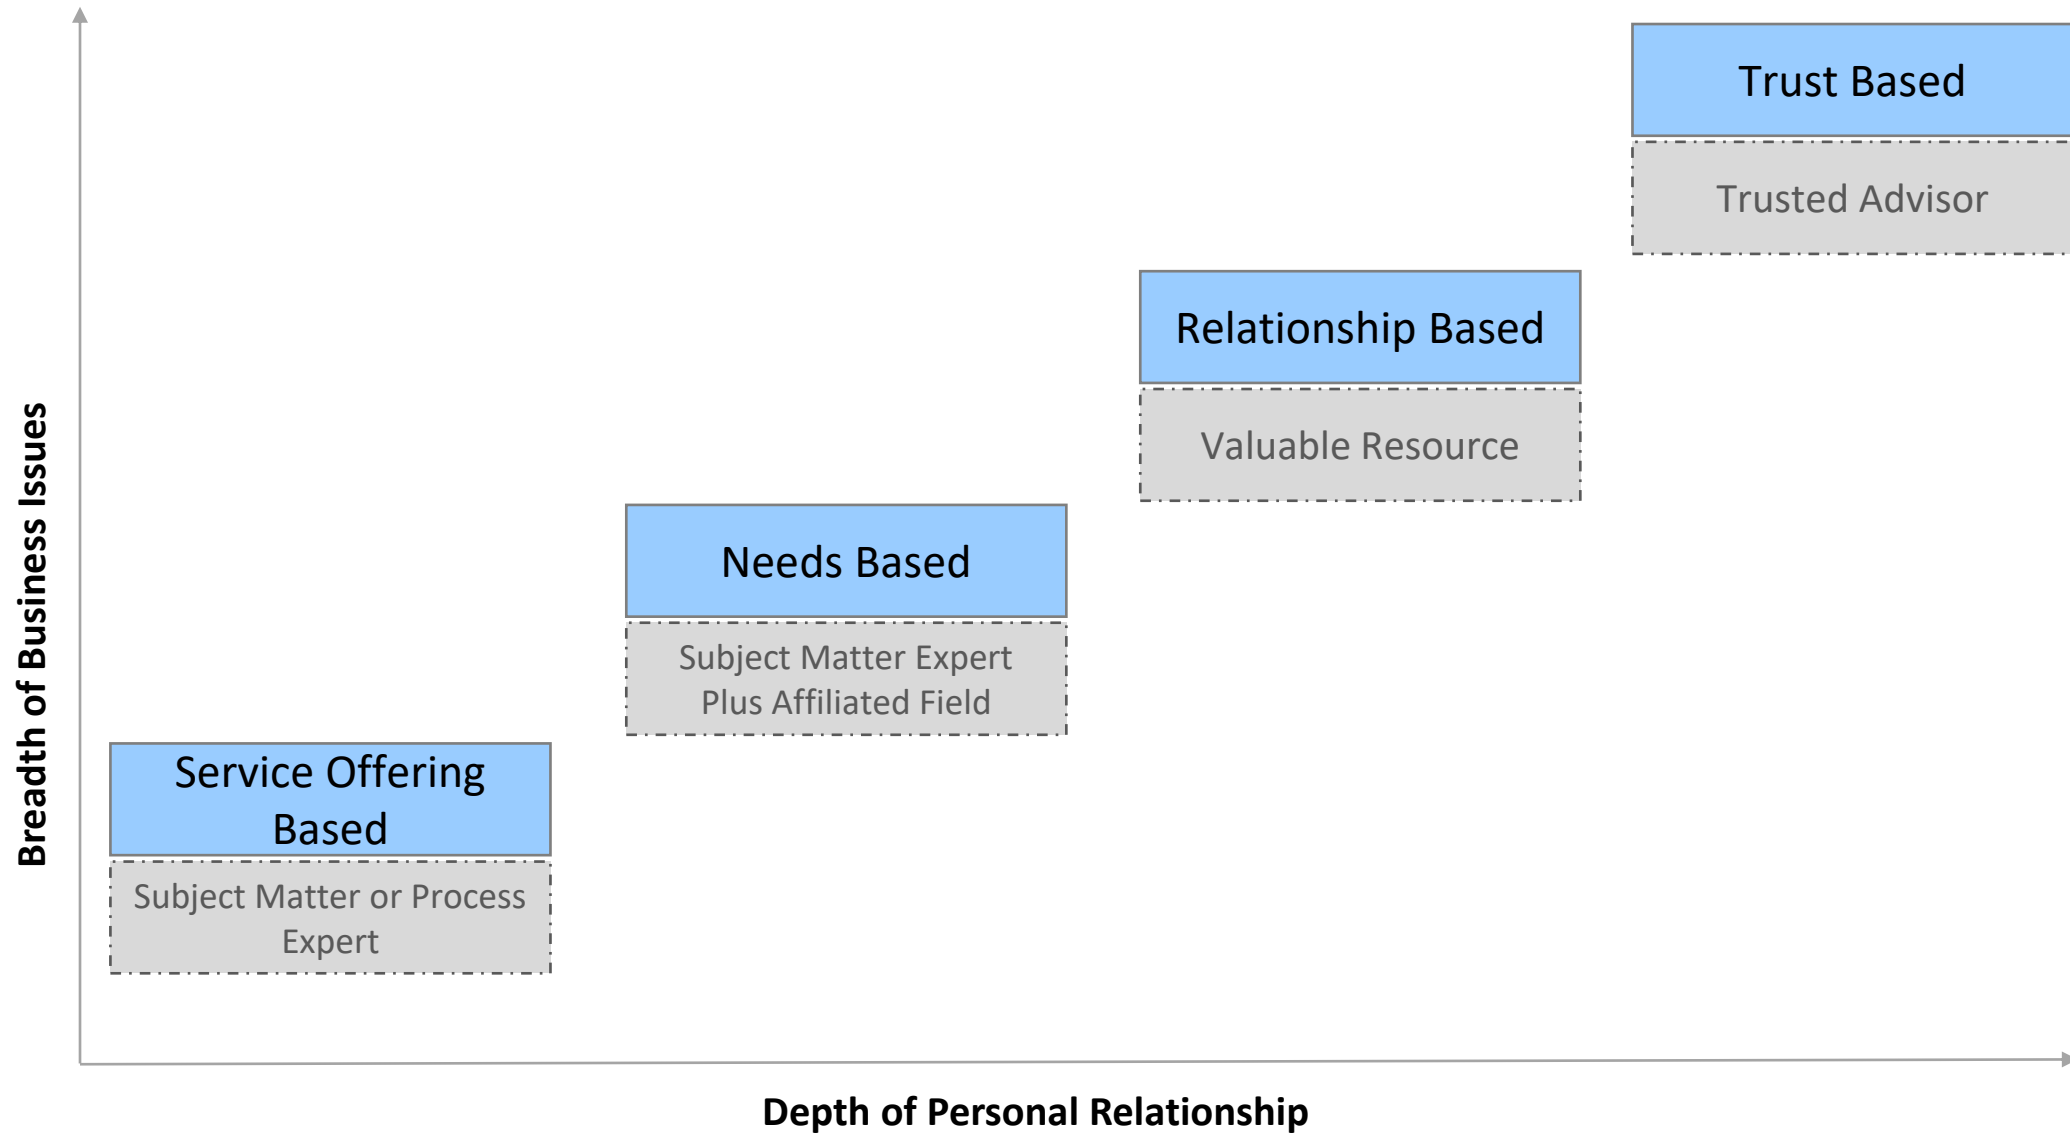 Trust Based
Trusted Advisor
Relationship Based
Valuable Resource
Needs Based
Subject Matter Expert
Plus Affiliated Field
Service Offering
Based
Subject Matter or Process
Expert
Breadth of Business Issues
Depth of Personal Relationship